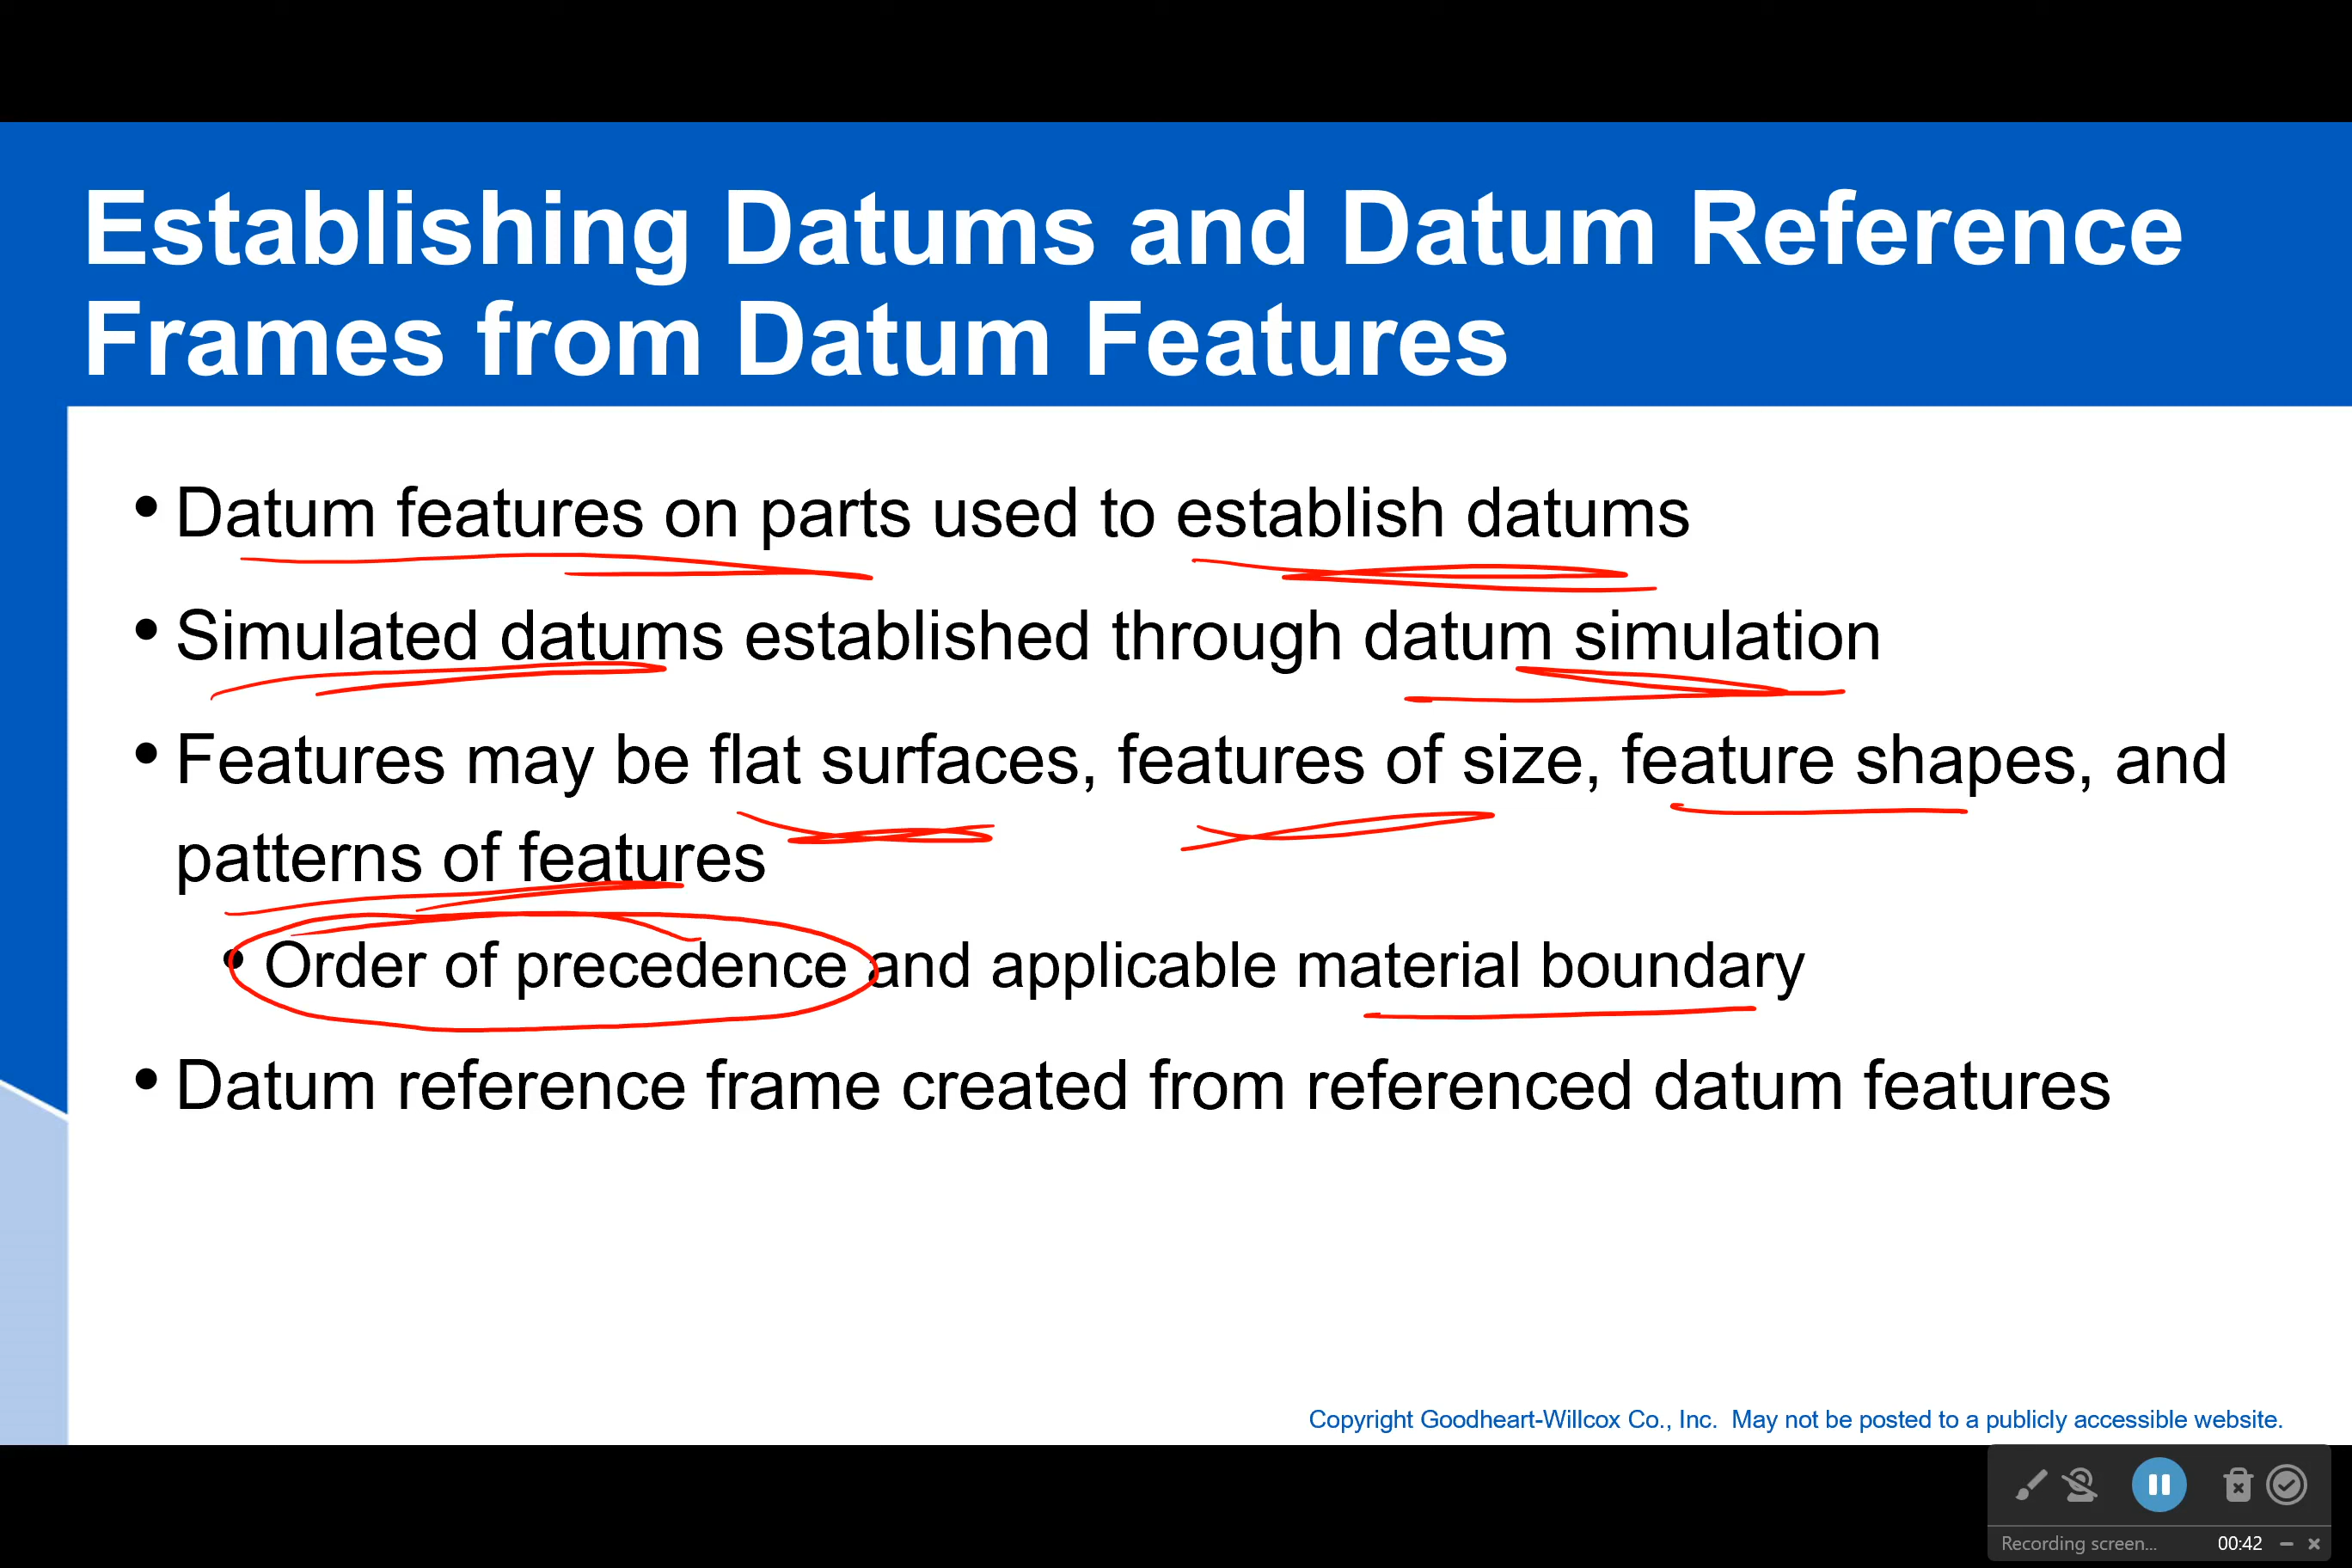 Establishing Datums and Datum Reference
Frames from Datum Features
• Datum features on parts used to establish datums
• Simulated datums established through datum simulation
• Features may be flat surfaces, features of size, feature shapes, and
patterns of features
• Order of precedence and applicable material boundary
• Datum reference frame created from referenced datum features
Copyright Goodheart-Willcox Co., Inc. May not be posted to a publicly accessible website.
Recording screen... 00:42